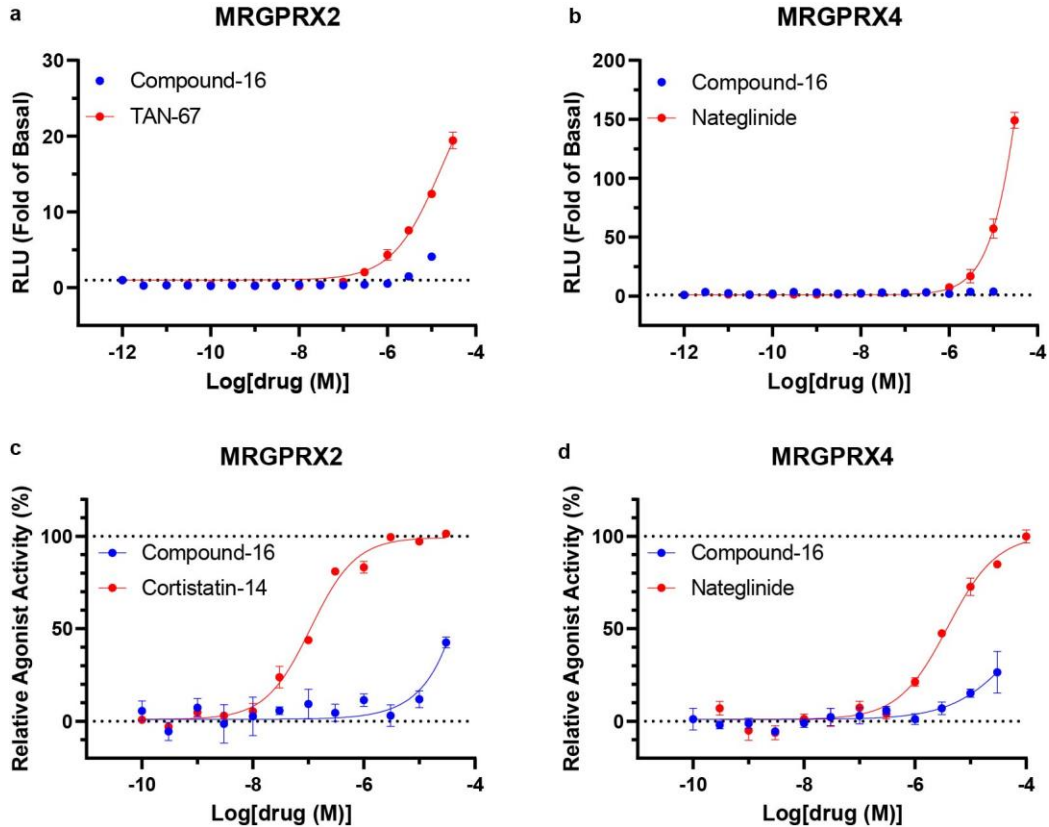 a
MRGPRX2
RLU (Fold of Basal)
30
20
10
0
Compound-16
TAN-67
-12
-10
-8
-6
-4
Log[drug (M)]
b
MRGPRX4
RLU (Fold of Basal)
200
150
100
50
0
Compound-16
Nateglinide
-12
-10
-8
-6
-4
Log[drug (M)]
c
MRGPRX2
Relative Agonist Activity (%)
100
50
0
Compound-16
Cortistatin-14
-10
-8
-6
-4
Log[drug (M)]
d
MRGPRX4
Relative Agonist Activity (%)
100
50
0
Compound-16
Nateglinide
-10
-8
-6
-4
Log[drug (M)]